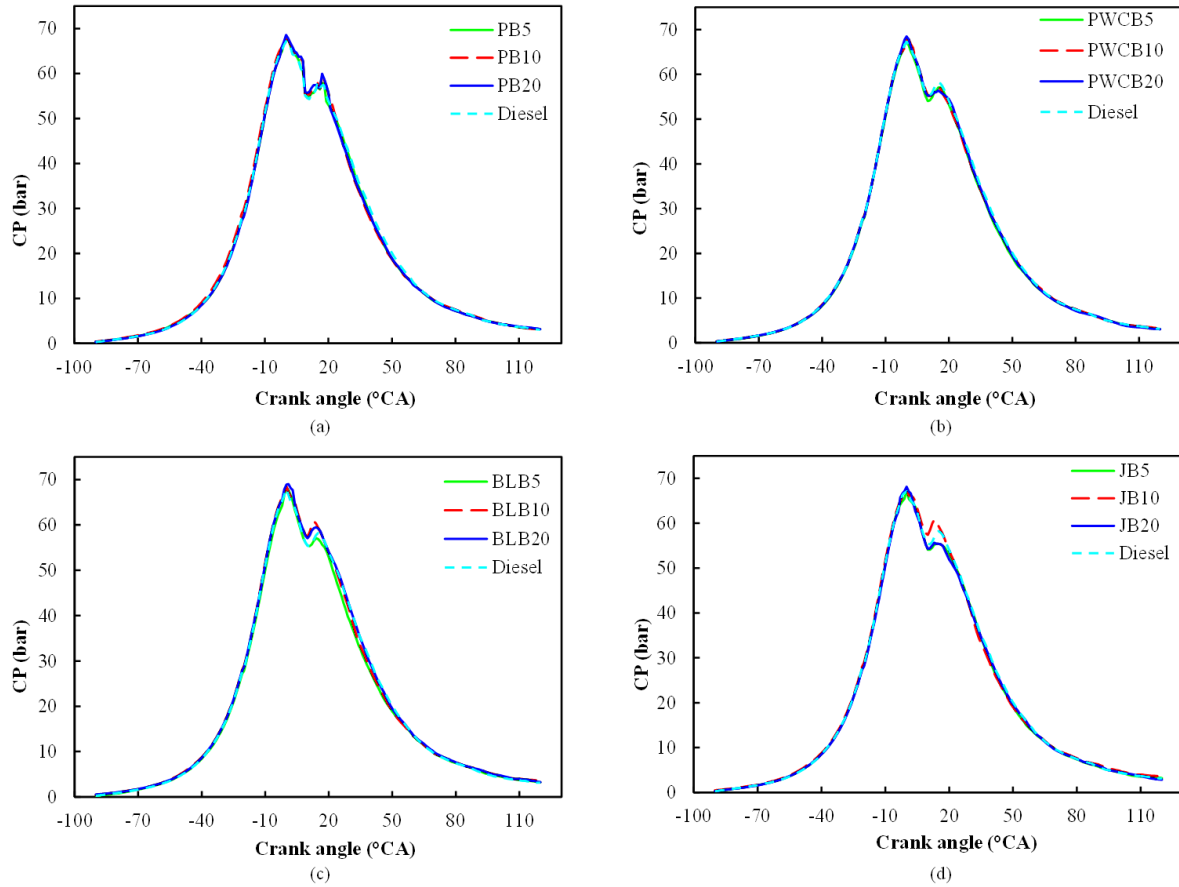 PB5
PB10
PB20
Diesel
CP (bar)
70
60
50
40
30
20
10
0
-100 -70 -40 -10 20 50 80 110
Crank angle (°CA)
(a)
PWCB5
PWCB10
PWCB20
Diesel
CP (bar)
70
60
50
40
30
20
10
0
-100 -70 -40 -10 20 50 80 110
Crank angle (°CA)
(b)
BLB5
BLB10
BLB20
Diesel
CP (bar)
70
60
50
40
30
20
10
0
-100 -70 -40 -10 20 50 80 110
Crank angle (°CA)
(c)
JB5
JB10
JB20
Diesel
CP (bar)
70
60
50
40
30
20
10
0
-100 -70 -40 -10 20 50 80 110
Crank angle (°CA)
(d)